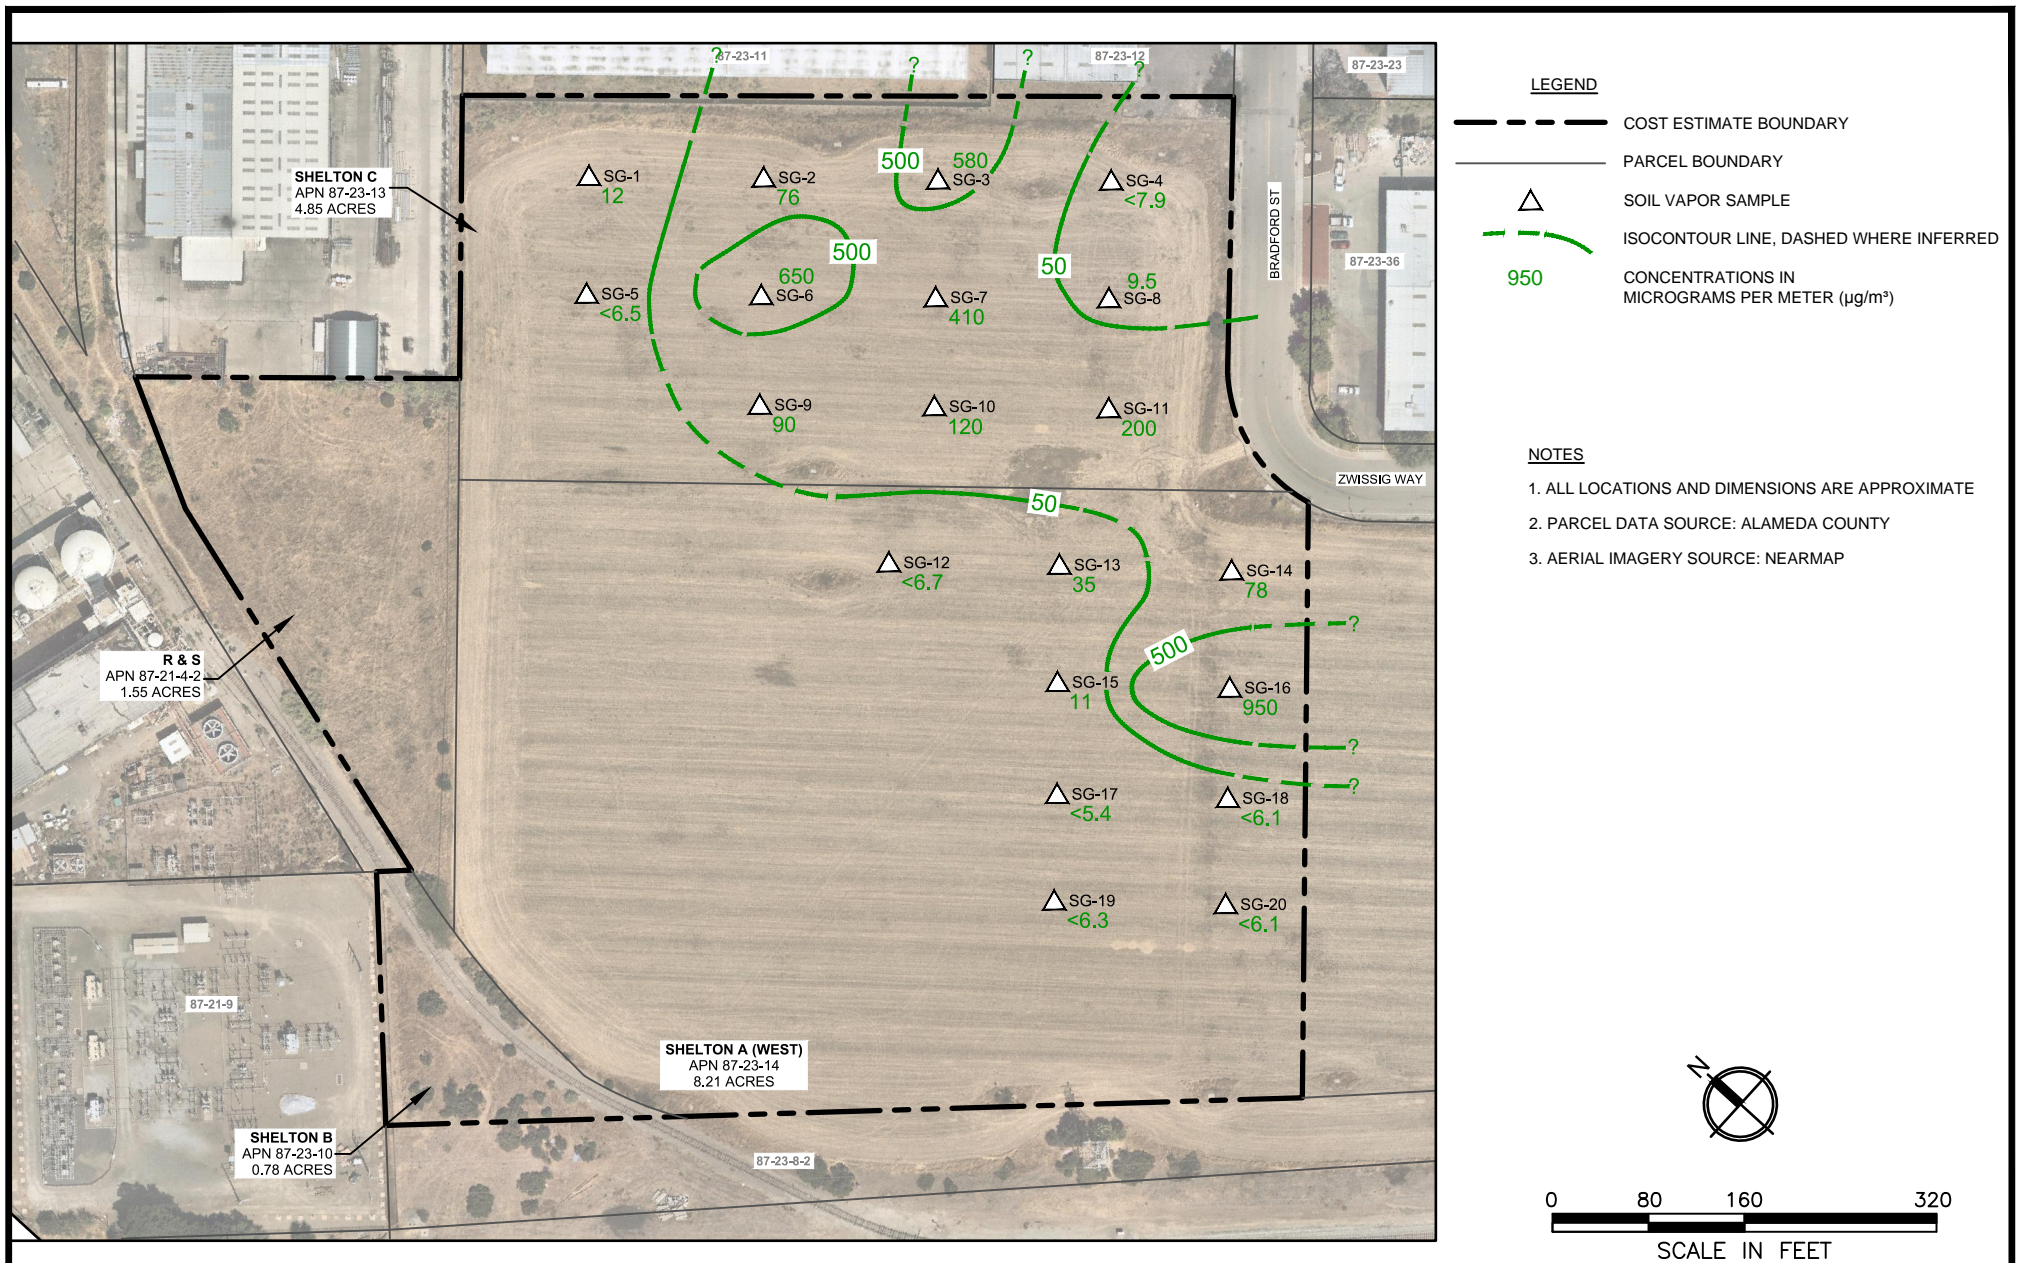 87-23-11
87-23-12
87-23-23
?
?
?
?
SHELTON C
APN 87-23-13
4.85 ACRES
SG-1
12
SG-2
76
500
580
SG-3
SG-4
<7.9
BRADFORD ST
87-23-36
500
50
SG-5
<6.5
650
SG-6
SG-7
410
9.5
SG-8
SG-9
90
SG-10
120
SG-11
200
ZWISSIG WAY
50
SG-12
<6.7
SG-13
35
SG-14
78
?
500
R & S
APN 87-21-4-2
1.55 ACRES
SG-15
11
SG-16
950
?
?
SG-17
<5.4
SG-18
<6.1
SG-19
<6.3
SG-20
<6.1
87-21-9
SHELTON A (WEST)
APN 87-23-14
8.21 ACRES
SHELTON B
APN 87-23-10
0.78 ACRES
87-23-8-2
LEGEND
COST ESTIMATE BOUNDARY
PARCEL BOUNDARY
SOIL VAPOR SAMPLE
ISOCONTOUR LINE, DASHED WHERE INFERRED
950
CONCENTRATIONS IN
MICROGRAMS PER METER (µg/m³)
NOTES
1. ALL LOCATIONS AND DIMENSIONS ARE APPROXIMATE
2. PARCEL DATA SOURCE: ALAMEDA COUNTY
3. AERIAL IMAGERY SOURCE: NEARMAP
N
0 80 160 320
SCALE IN FEET